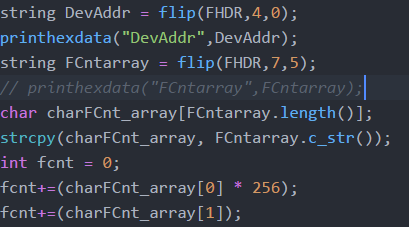 string DevAddr = flip(FHDR,4,0);
printhexdata("DevAddr",DevAddr);
string FCntarray = flip(FHDR,7,5);
// printhexdata("FCntarray",FCntarray);
char charFCnt_array[FCntarray.length()];
strcpy(charFCnt_array, FCntarray.c_str());
int fcnt = 0;
fcnt+=(charFCnt_array[0] * 256);
fcnt+=(charFCnt_array[1]);